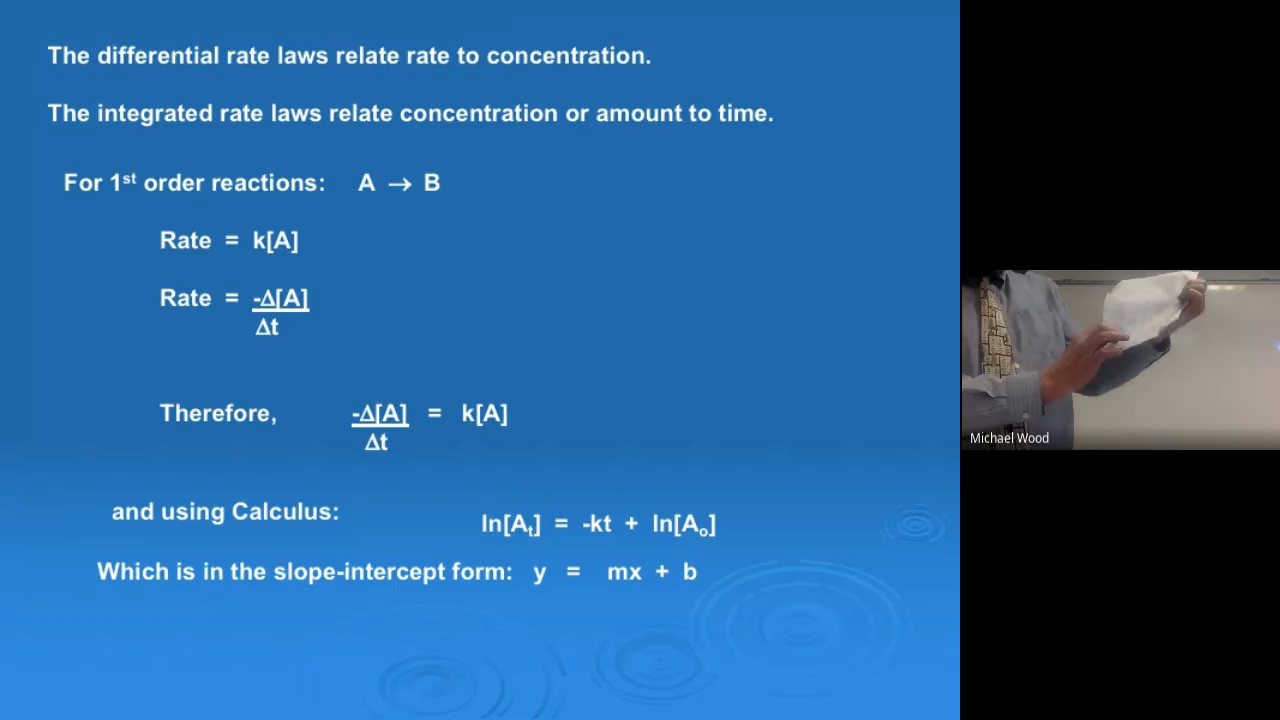 The differential rate laws relate rate to concentration.
The integrated rate laws relate concentration or amount to time.
For 1st order reactions: A → B
Rate = k[A]
Rate = -Δ[A]
Δt
Therefore, -Δ[A] = k[A]
Δt
and using Calculus: ln[At] = -kt + ln[Ao]
Which is in the slope-intercept form: y = mx + b
Michael Wood